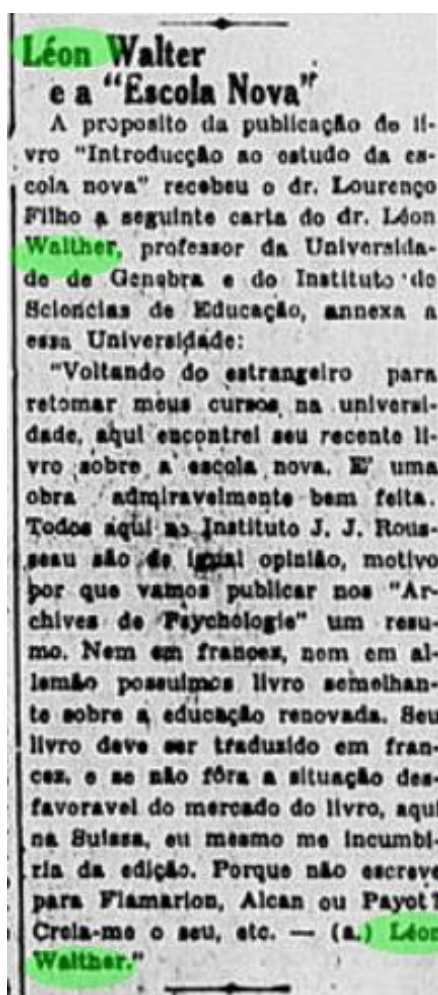 Léon Walter
e a "Escola Nova"
A proposito da publicação do li-
vro "Introducção ao estudo da es-
cola nova" recebeu o dr. Lourenço
Filho a seguinte carta do dr. Léon
Walther, professor da Universida-
de de Genebra e do Instituto do
Sciencias de Educação, annexa a
essa Universidade:
"Voltando do estrangeiro para
retomar meus cursos na universi-
dade, aqui encontrei seu recente li-
vro sobre a escola nova. E' uma
obra admiravelmente bem feita.
Todos aqui no Instituto J. J. Rous-
seau são de igual opinião, motivo
por que vamos publicar nos "Ar-
chives de Psychologie" um resu-
mo. Nem em francez, nem em al-
lemão possuimos livro semelhan-
te sobre a educação renovada. Seu
livro deve ser traduzido em fran-
cez, e se não fôra a situação des-
favoravel do mercado do livro, aqui
na Suissa, eu mesmo me incumbi-
ria da edição. Porque não escreve
para Flamarion, Alcan ou Payot?
Creia-me o seu, etc. — (a.) Léon
Walther."